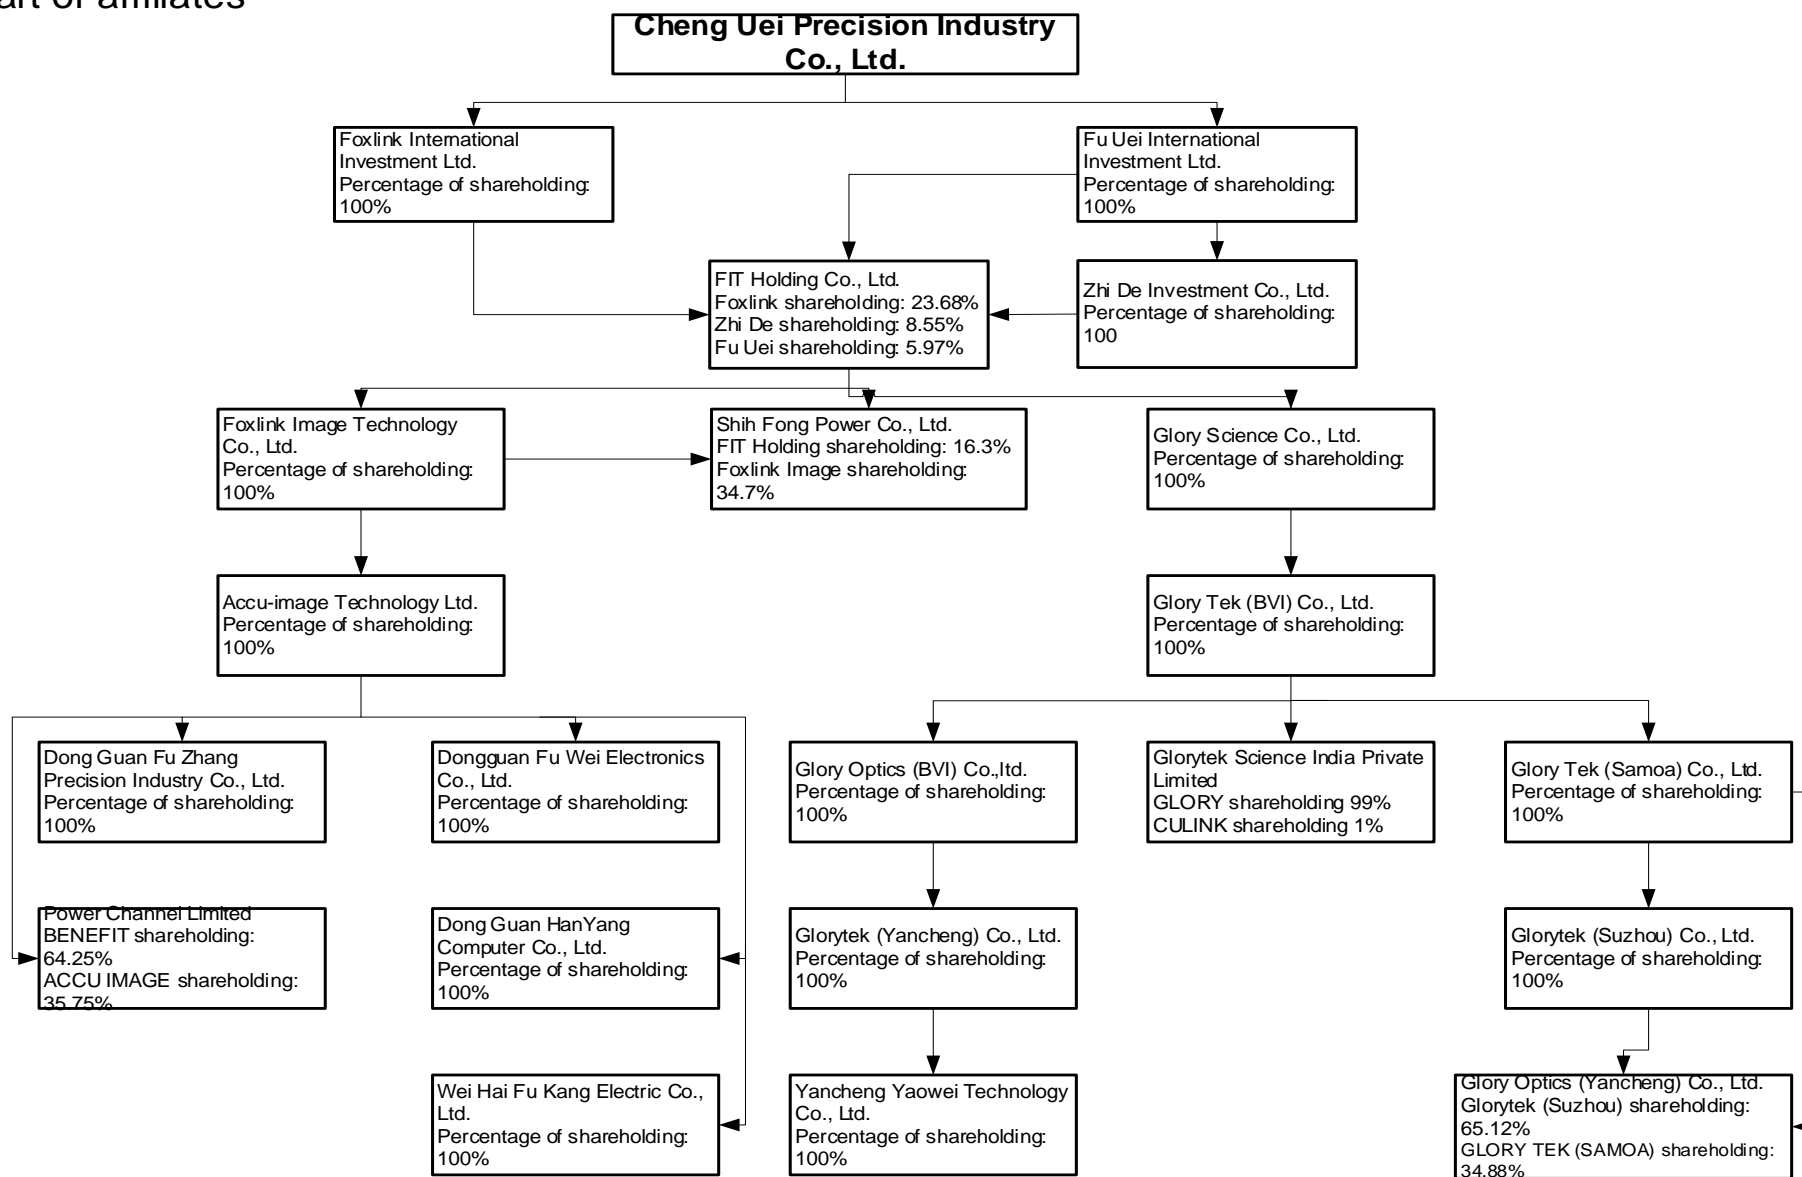 art of affiliates
Cheng Uei Precision Industry
Co., Ltd.
Foxlink International
Investment Ltd.
Percentage of shareholding:
100%
Fu Uei International
Investment Ltd.
Percentage of shareholding:
100%
FIT Holding Co., Ltd.
Foxlink shareholding: 23.68%
Zhi De shareholding: 8.55%
Fu Uei shareholding: 5.97%
Zhi De Investment Co., Ltd.
Percentage of shareholding:
100
Foxlink Image Technology
Co., Ltd.
Percentage of shareholding:
100%
Shih Fong Power Co., Ltd.
FIT Holding shareholding: 16.3%
Foxlink Image shareholding:
34.7%
Glory Science Co., Ltd.
Percentage of shareholding:
100%
Accu-image Technology Ltd.
Percentage of shareholding:
100%
Glory Tek (BVI) Co., Ltd.
Percentage of shareholding:
100%
Dong Guan Fu Zhang
Precision Industry Co., Ltd.
Percentage of shareholding:
100%
Dongguan Fu Wei Electronics
Co., Ltd.
Percentage of shareholding:
100%
Glory Optics (BVI) Co.,ltd.
Percentage of shareholding:
100%
Glorytek Science India Private
Limited
GLORY shareholding 99%
CULINK shareholding 1%
Glory Tek (Samoa) Co., Ltd.
Percentage of shareholding:
100%
Power Channel Limited
BENEFIT shareholding:
64.25%
ACCU IMAGE shareholding:
35.75%
Dong Guan HanYang
Computer Co., Ltd.
Percentage of shareholding:
100%
Glorytek (Yancheng) Co., Ltd.
Percentage of shareholding:
100%
Glorytek (Suzhou) Co., Ltd.
Percentage of shareholding:
100%
Wei Hai Fu Kang Electric Co.,
Ltd.
Percentage of shareholding:
100%
Yancheng Yaowei Technology
Co., Ltd.
Percentage of shareholding:
100%
Glory Optics (Yancheng) Co., Ltd.
Glorytek (Suzhou) shareholding:
65.12%
GLORY TEK (SAMOA) shareholding:
34.88%